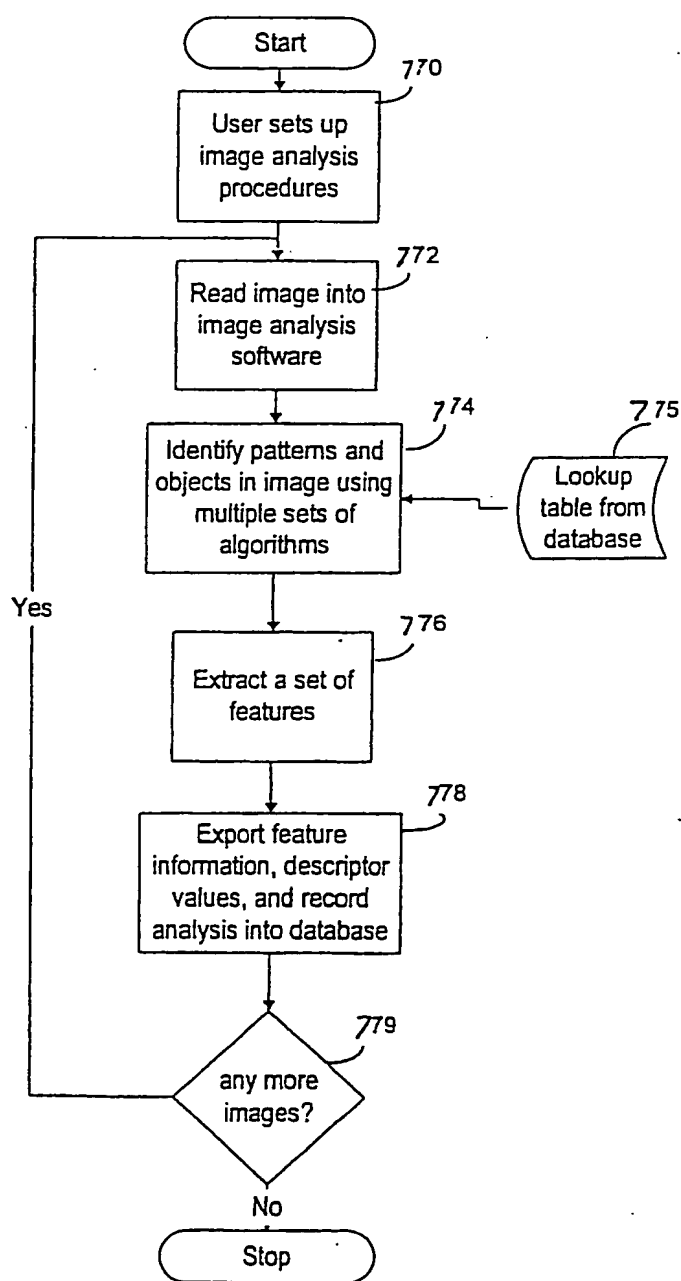 Start
770
User sets up
image analysis
procedures
772
Read image into
image analysis
software
774
Identify patterns and
objects in image using
multiple sets of
algorithms
775
Lookup
table from
database
Yes
776
Extract a set of
features
778
Export feature
information, descriptor
values, and record
analysis into database
779
any more
images?
No
Stop